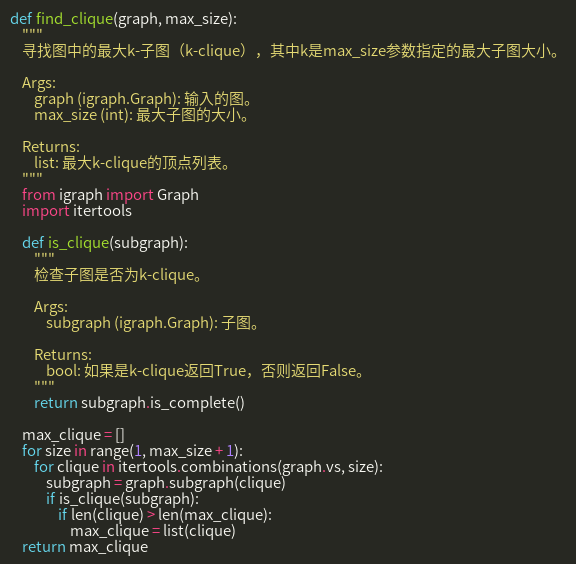 def find_clique(graph, max_size):
    """
    寻找图中的最大k-子图（k-clique），其中k是max_size参数指定的最大子图大小。

    Args:
        graph (igraph.Graph): 输入的图。
        max_size (int): 最大子图的大小。

    Returns:
        list: 最大k-clique的顶点列表。
    """
    from igraph import Graph
    import itertools

    def is_clique(subgraph):
        """
        检查子图是否为k-clique。

        Args:
            subgraph (igraph.Graph): 子图。

        Returns:
            bool: 如果是k-clique返回True，否则返回False。
        """
        return subgraph.is_complete()

    max_clique = []
    for size in range(1, max_size + 1):
        for clique in itertools.combinations(graph.vs, size):
            subgraph = graph.subgraph(clique)
            if is_clique(subgraph):
                if len(clique) > len(max_clique):
                    max_clique = list(clique)
    return max_clique